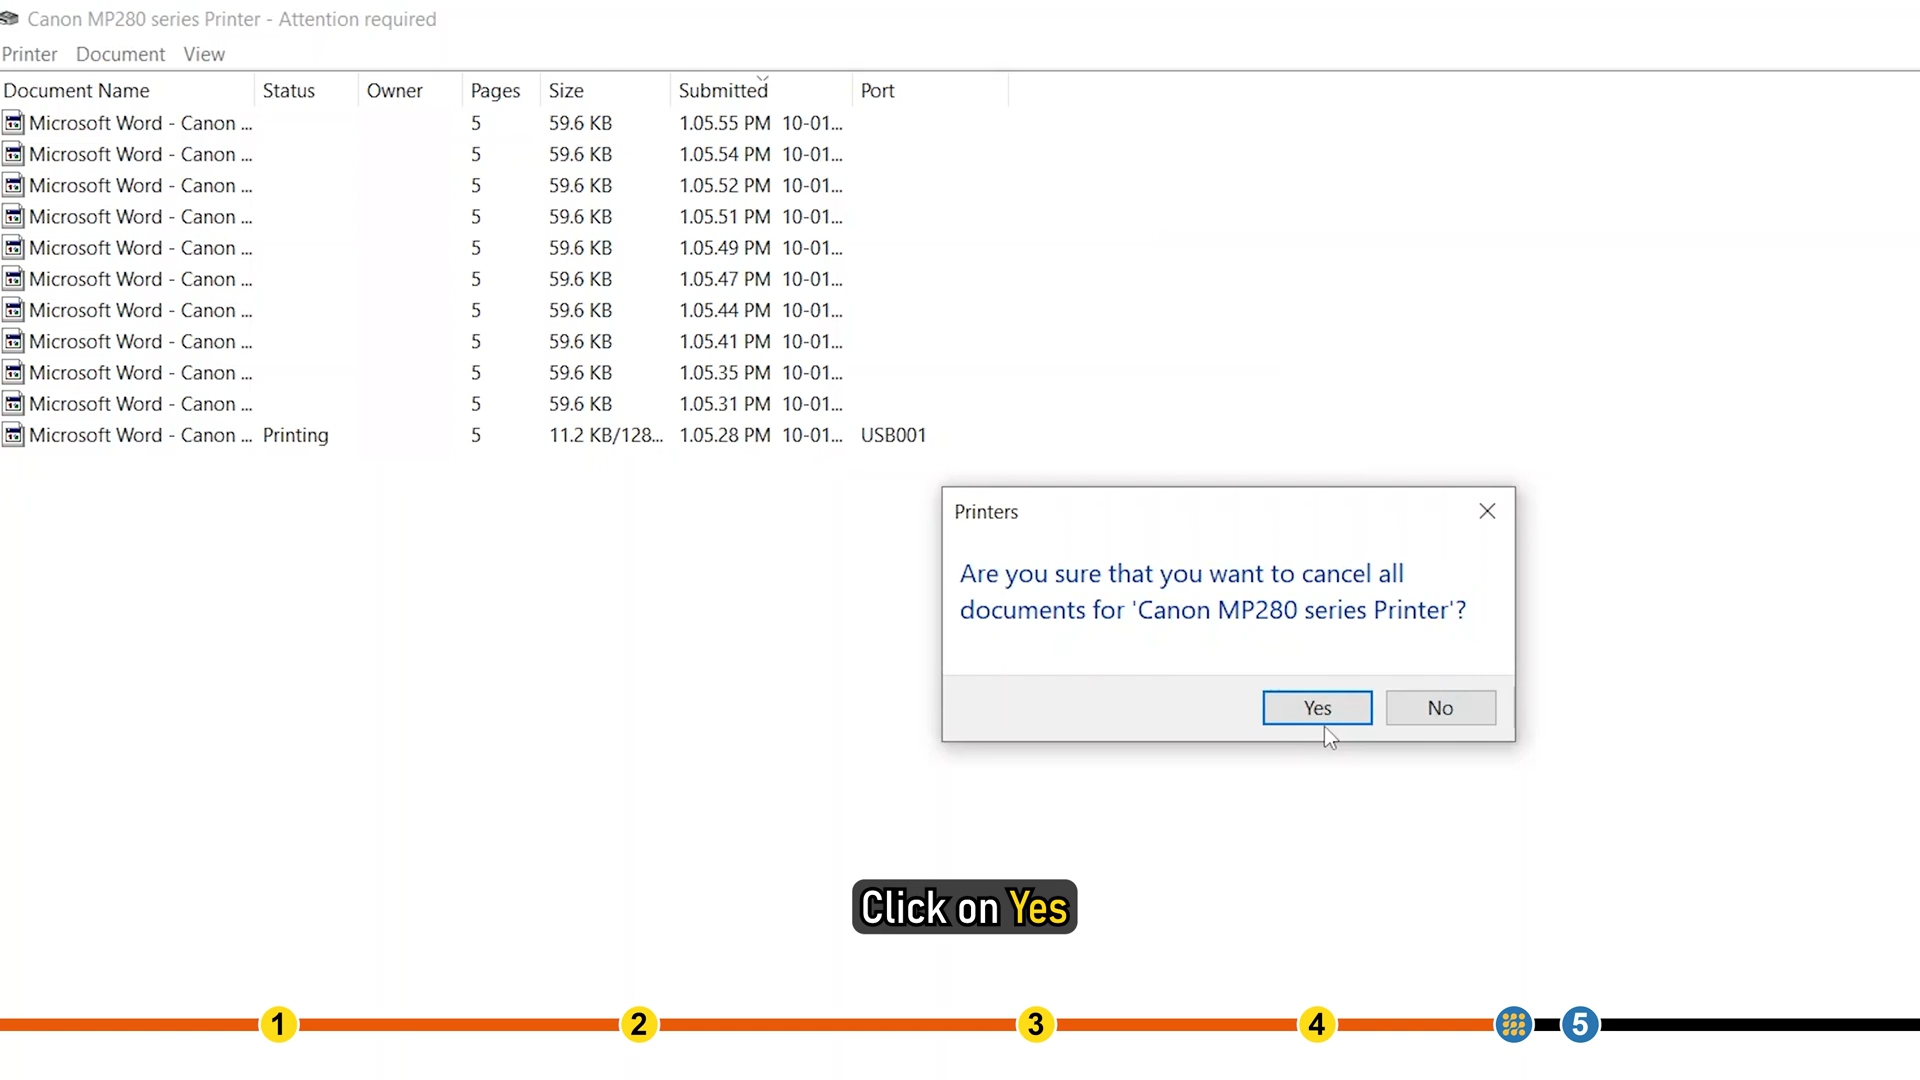 Canon MP280 series Printer - Attention required
Printer Document View
Document Name Status Owner Pages Size Submitted Port
Microsoft Word - Canon ... 5 59.6 KB 1.05.55 PM 10-01...
Microsoft Word - Canon ... 5 59.6 KB 1.05.54 PM 10-01...
Microsoft Word - Canon ... 5 59.6 KB 1.05.52 PM 10-01...
Microsoft Word - Canon ... 5 59.6 KB 1.05.51 PM 10-01...
Microsoft Word - Canon ... 5 59.6 KB 1.05.49 PM 10-01...
Microsoft Word - Canon ... 5 59.6 KB 1.05.47 PM 10-01...
Microsoft Word - Canon ... 5 59.6 KB 1.05.44 PM 10-01...
Microsoft Word - Canon ... 5 59.6 KB 1.05.41 PM 10-01...
Microsoft Word - Canon ... 5 59.6 KB 1.05.35 PM 10-01...
Microsoft Word - Canon ... 5 59.6 KB 1.05.31 PM 10-01...
Microsoft Word - Canon ... Printing 5 11.2 KB/128... 1.05.28 PM 10-01... USB001
Printers
Are you sure that you want to cancel all
documents for 'Canon MP280 series Printer'?
Yes No
Click on Yes
1 2 3 4 5